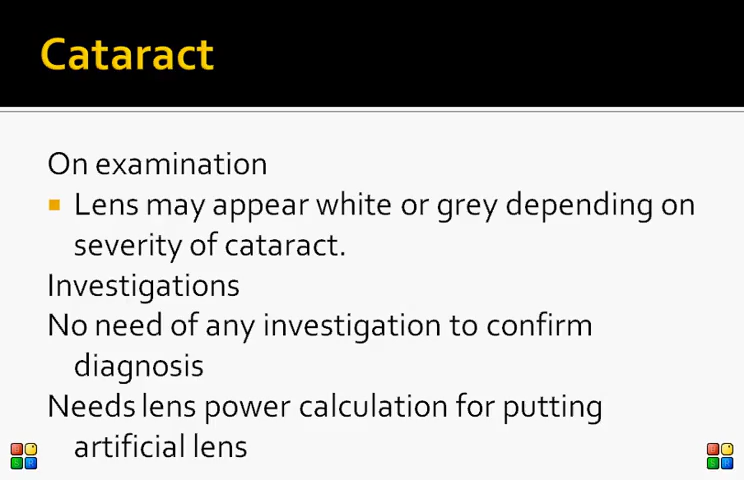 Cataract
On examination
Lens may appear white or grey depending on
severity of cataract.
Investigations
No need of any investigation to confirm
diagnosis
Needs lens power calculation for putting
artificial lens